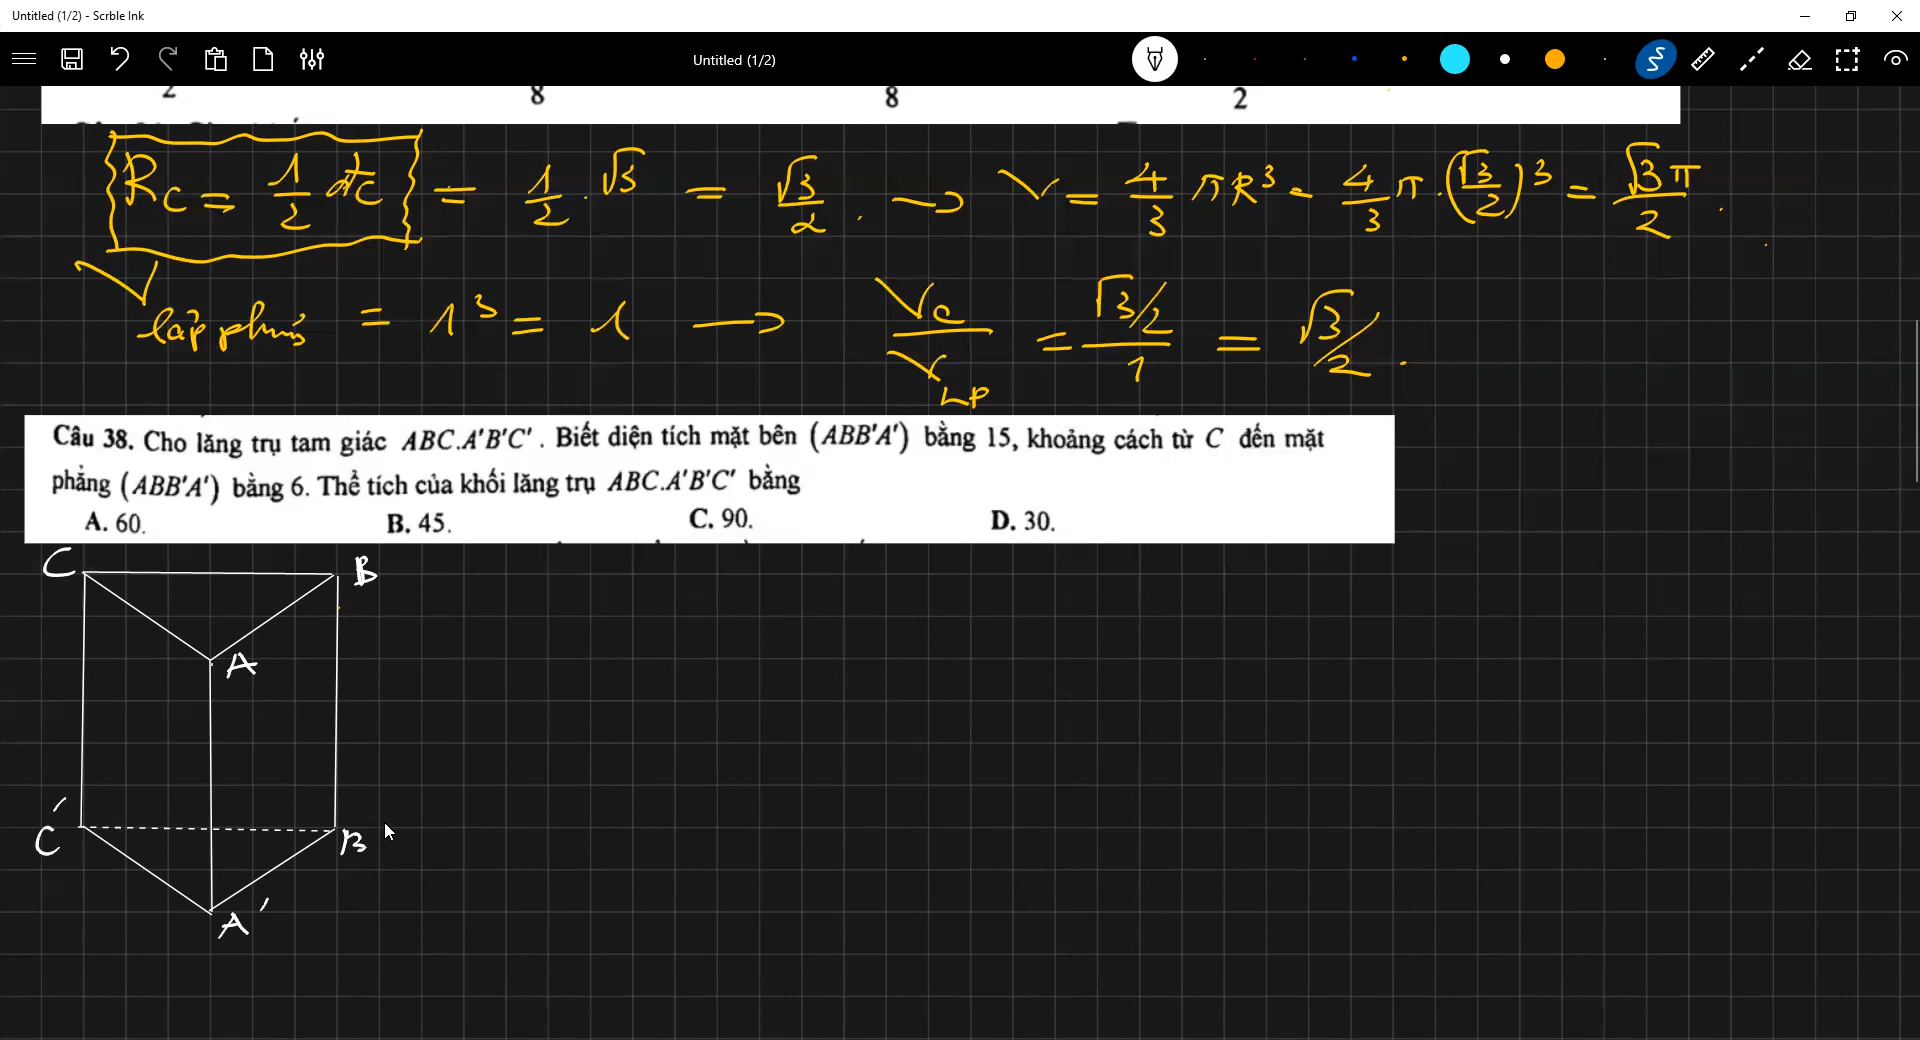 Untitled (1/2) - Scrble Ink
Untitled (1/2)
2 8 8 2
R_C = 1/2 đ/c = 1/2 . √3 = √3/2 . → V = 4/3 πR³ = 4/3 π . (√3/2)³ = √3π/2 .
V lập phương = 1³ = 1 → V_C/V_LP = √3/2/1 = √3/2 .
Câu 38. Cho lăng trụ tam giác ABC.A'B'C' . Biết diện tích mặt bên (ABB'A') bằng 15, khoảng cách từ C đến mặt
phẳng (ABB'A') bằng 6. Thể tích của khối lăng trụ ABC.A'B'C' bằng
A. 60. B. 45. C. 90. D. 30.
C B
A
C' B
A'